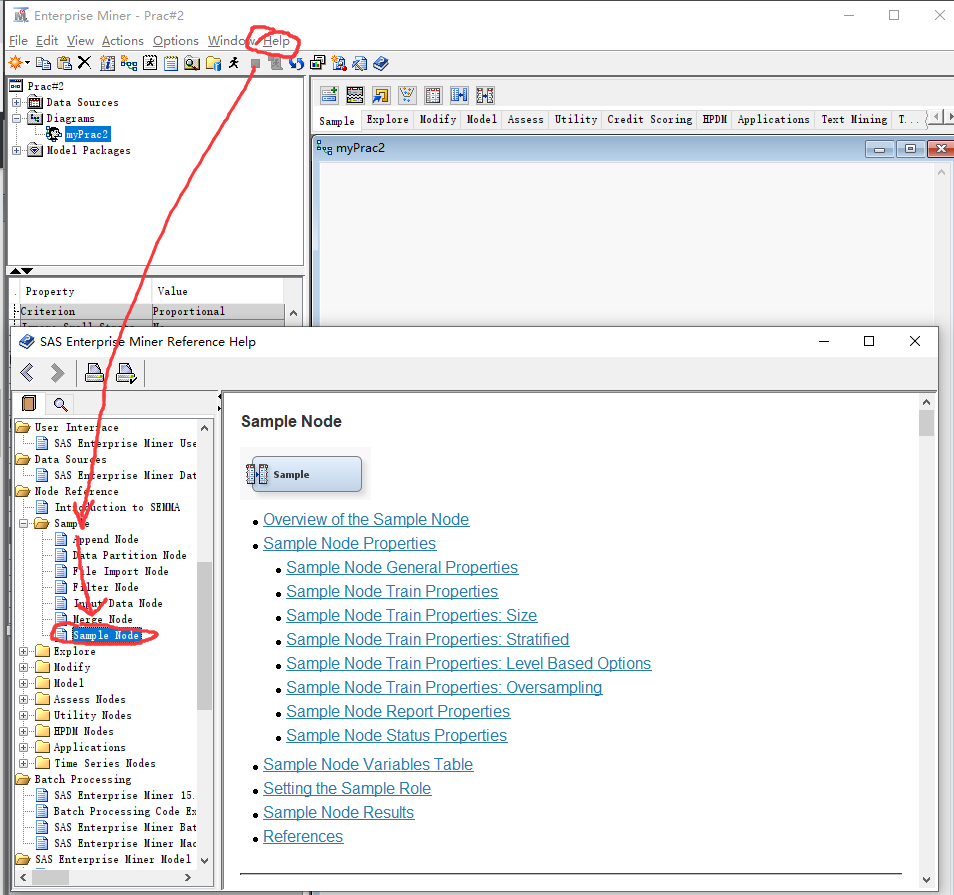 Enterprise Miner - Prac#2
File Edit View Actions Options Window Help
Prac#2
Data Sources
Diagrams
myPrac2
Model Packages
Sample Explore Modify Model Assess Utility Credit Scoring HPDM Applications Text Mining T...
myPrac2
Property Value
Criterion Proportional
SAS Enterprise Miner Reference Help
User Interface
SAS Enterprise Miner Use
Data Sources
SAS Enterprise Miner Dat
Node Reference
Introduction to SEMMA
Sample
Append Node
Data Partition Node
File Import Node
Filter Node
Input Data Node
Merge Node
Sample Node
Explore
Modify
Model
Assess Nodes
Utility Nodes
HPDM Nodes
Applications
Time Series Nodes
Batch Processing
SAS Enterprise Miner 15.
Batch Processing Code Ex
SAS Enterprise Miner Bat
SAS Enterprise Miner Mac
SAS Enterprise Miner Model
Sample Node
Sample
Overview of the Sample Node
Sample Node Properties
Sample Node General Properties
Sample Node Train Properties
Sample Node Train Properties: Size
Sample Node Train Properties: Stratified
Sample Node Train Properties: Level Based Options
Sample Node Train Properties: Oversampling
Sample Node Report Properties
Sample Node Status Properties
Sample Node Variables Table
Setting the Sample Role
Sample Node Results
References